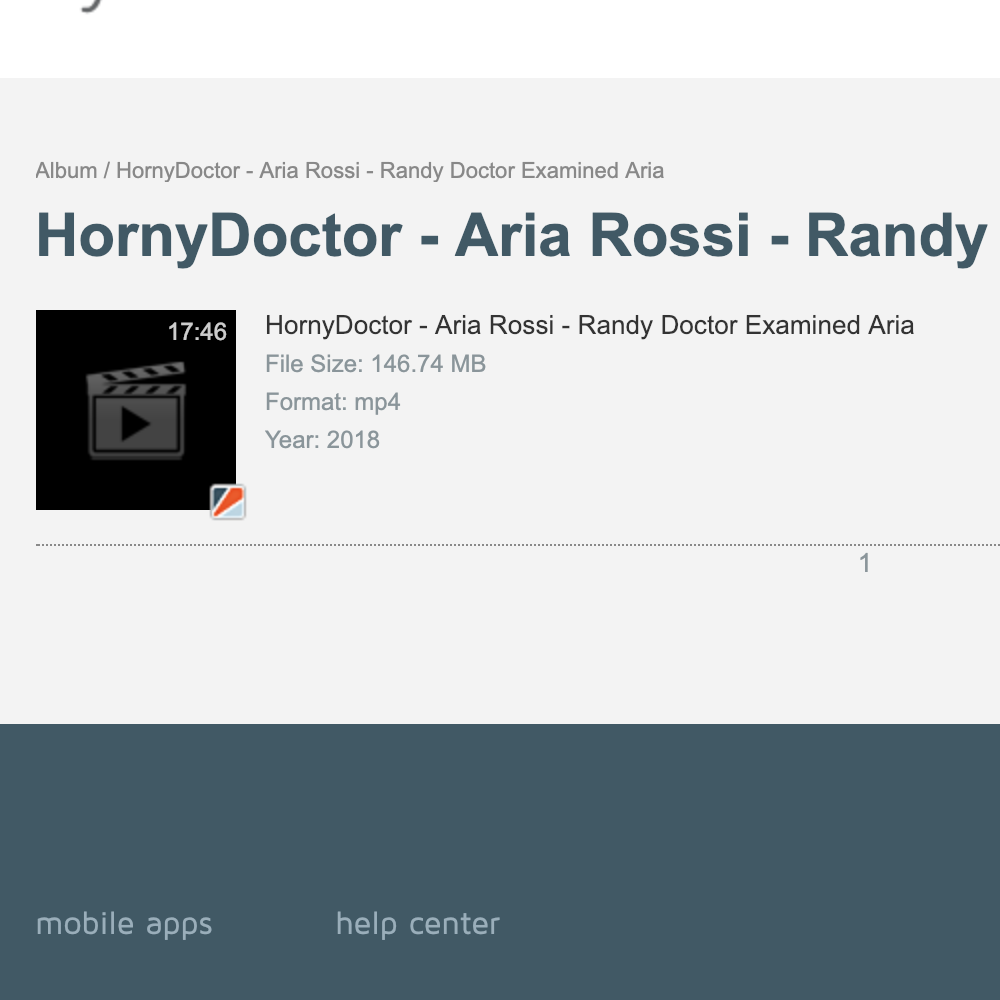 Album / HornyDoctor - Aria Rossi - Randy Doctor Examined Aria
HornyDoctor - Aria Rossi - Randy
17:46
HornyDoctor - Aria Rossi - Randy Doctor Examined Aria
File Size: 146.74 MB
Format: mp4
Year: 2018
1
mobile apps
help center